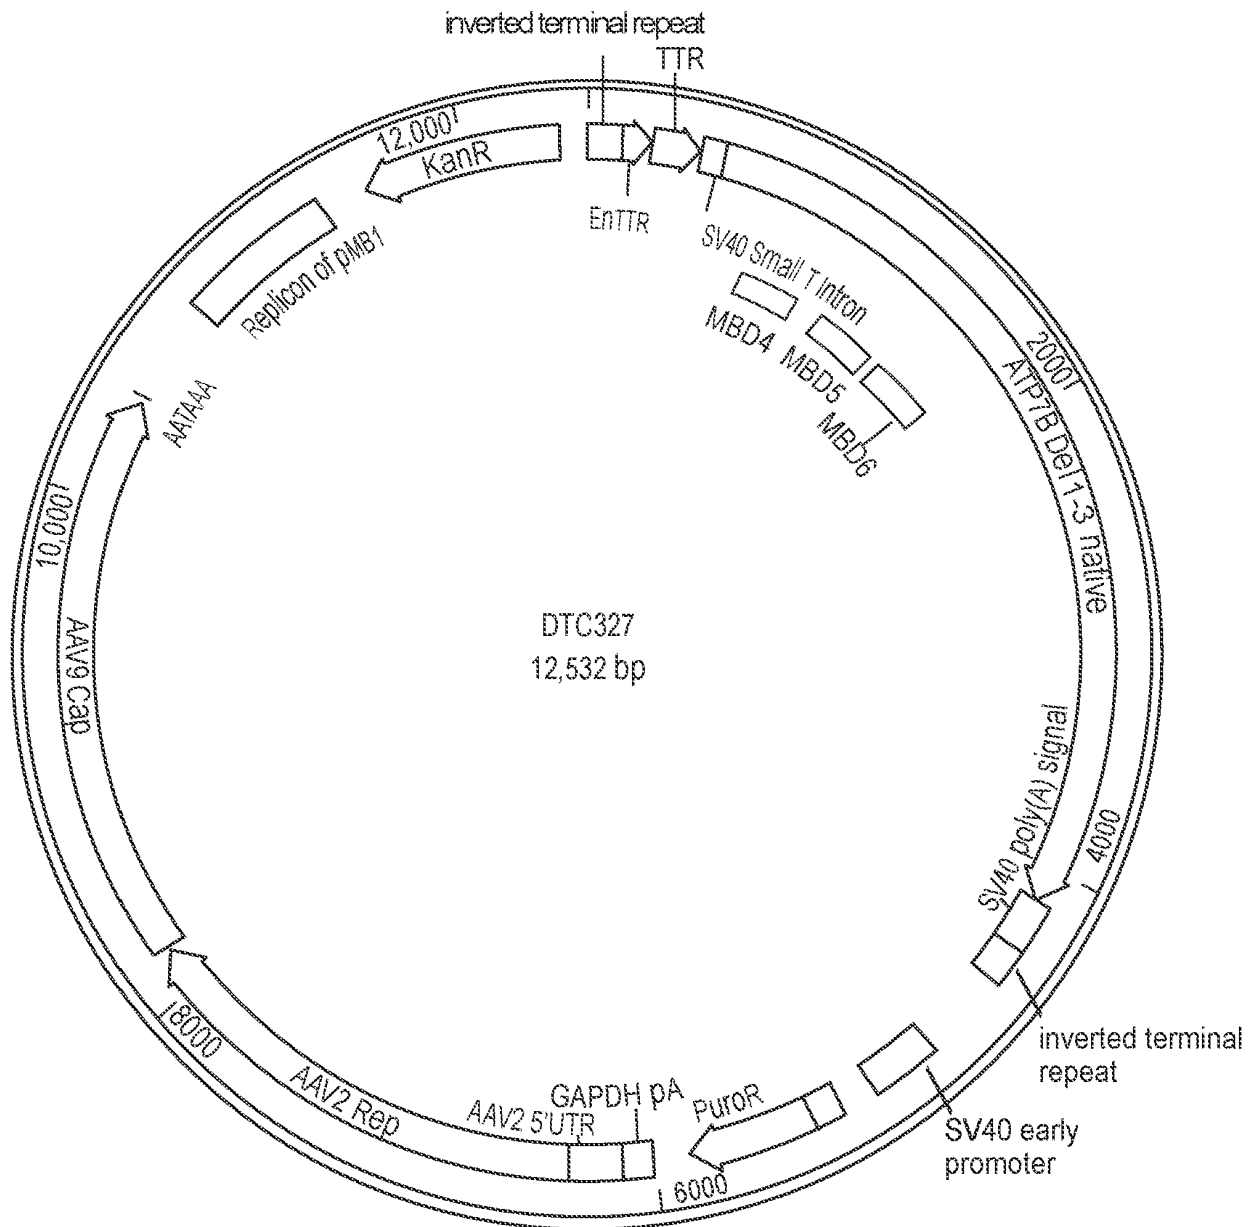 inverted terminal repeat
TTR
12,000
KanR
EnTTR
SV40 Small T intron
Replicon of pMB1
MBD4
MBD5
MBD6
2000
ATP7B Del 1-3 native
AATAAA
10,000
AAV9 Cap
DTC327
12,532 bp
SV40 poly(A) signal
4000
inverted terminal
repeat
SV40 early
promoter
PuroR
GAPDH pA
AAV2 5'UTR
6000
AAV2 Rep
8000